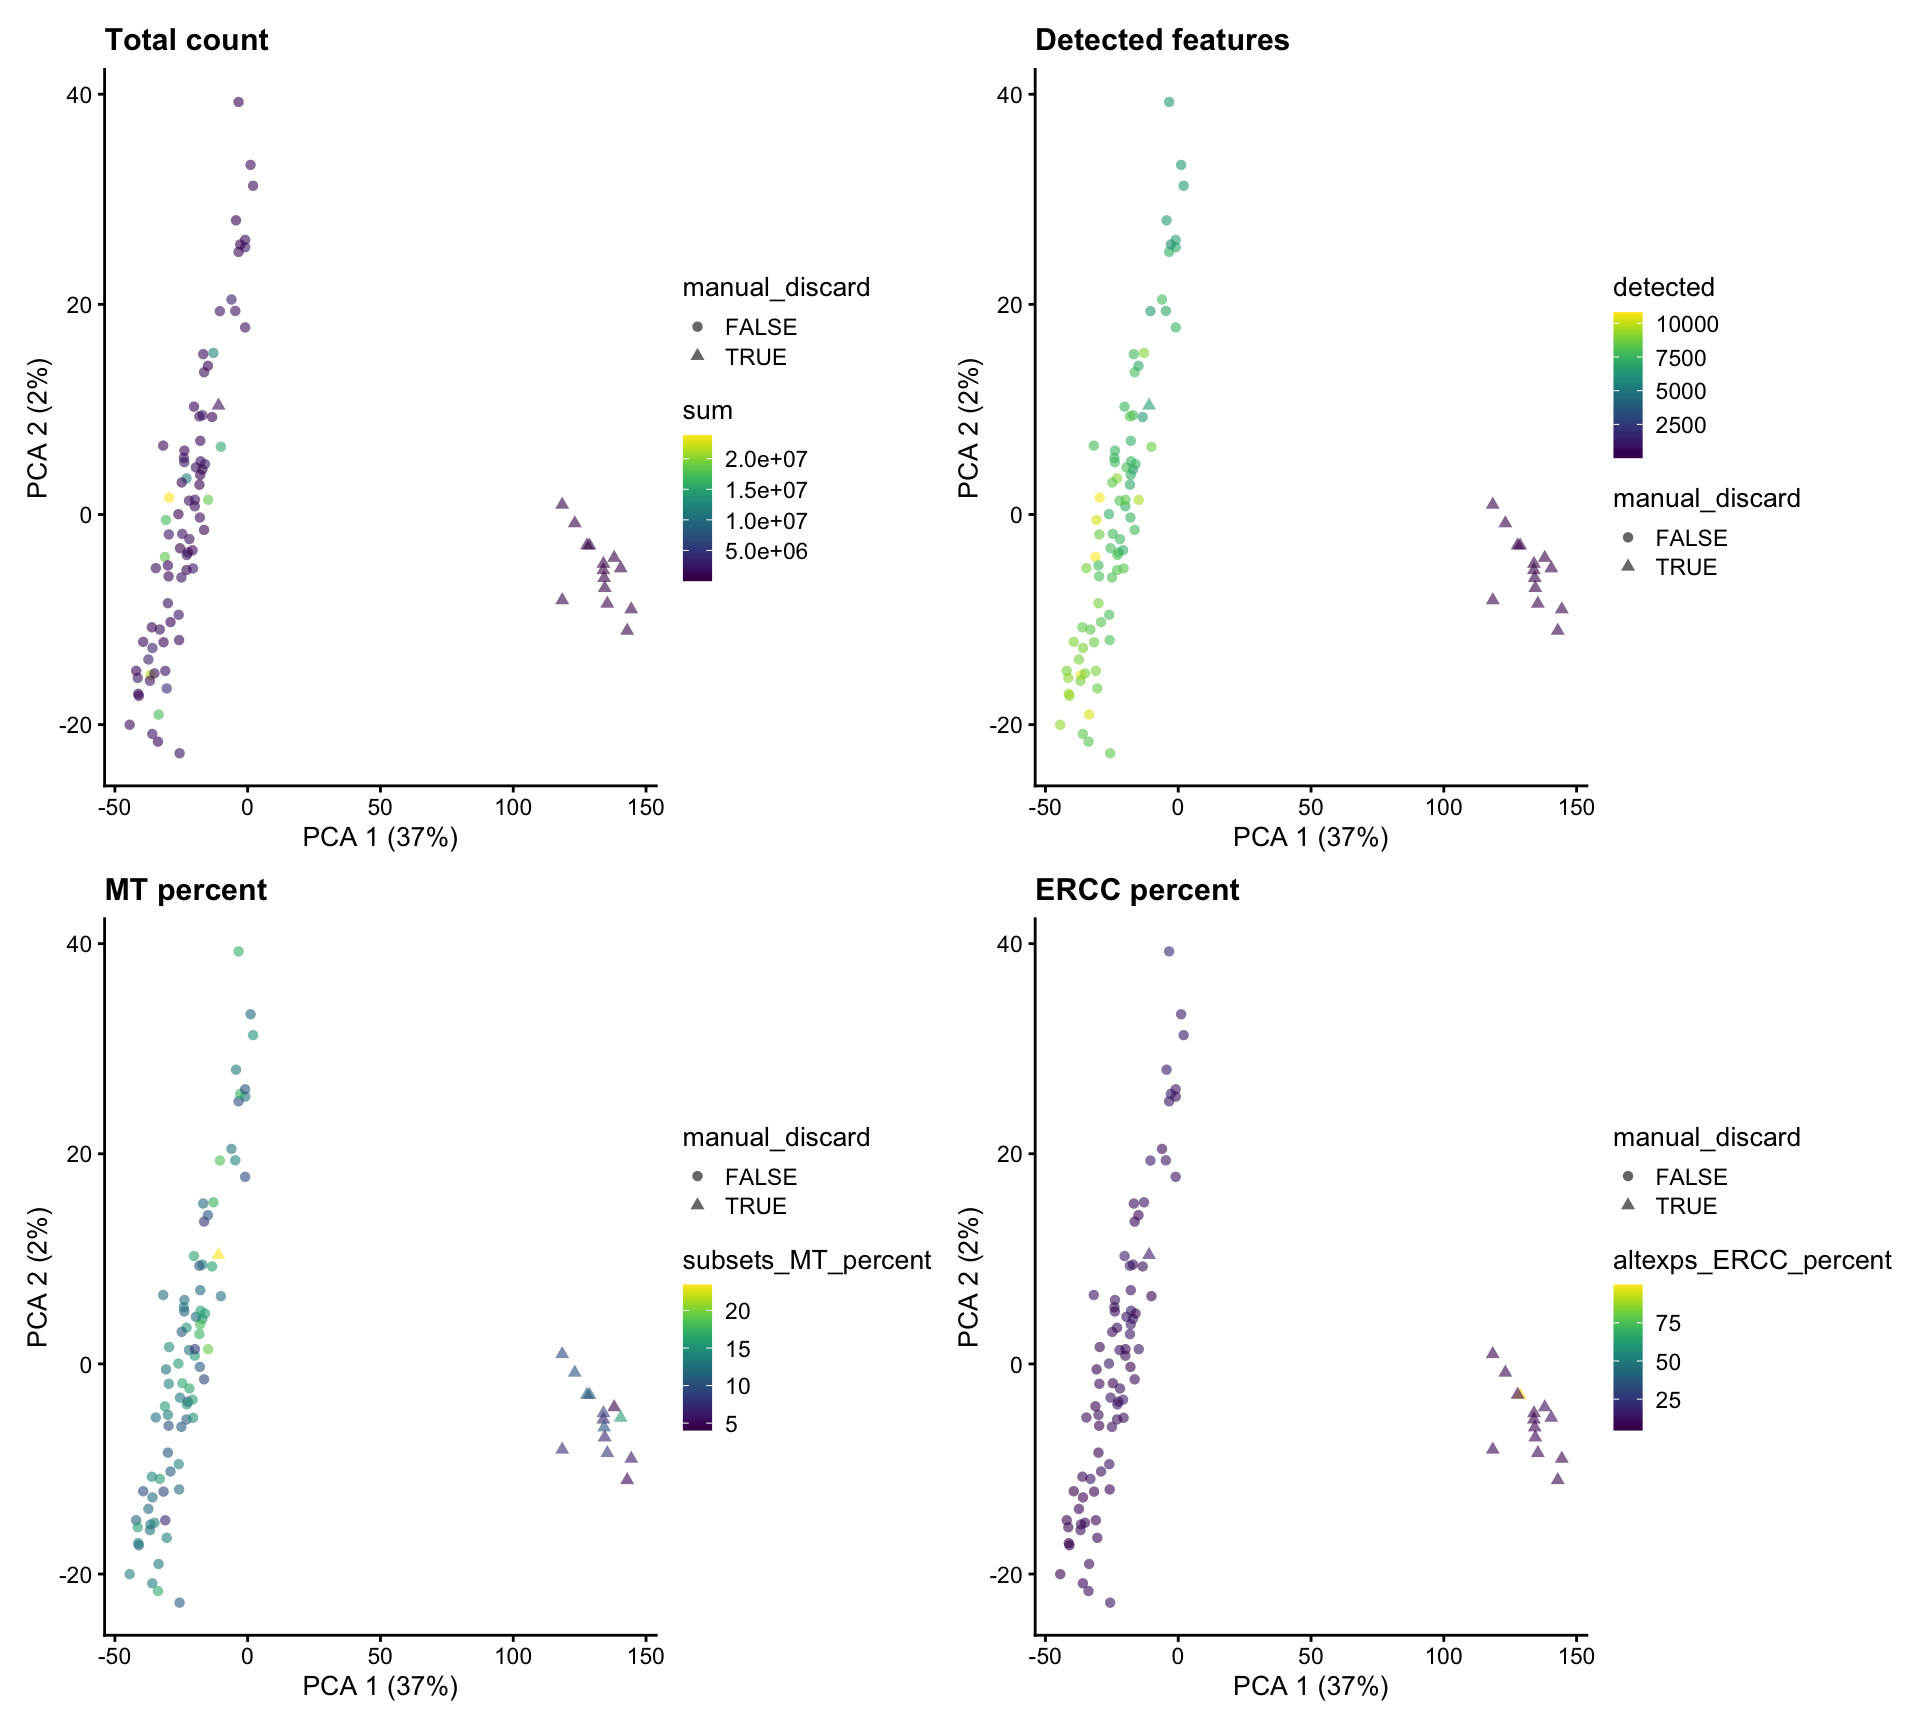 Total count
40
20
0
-20
PCA 2 (2%)
-50 0 50 100 150
PCA 1 (37%)
manual_discard
FALSE
TRUE
sum
2.0e+07
1.5e+07
1.0e+07
5.0e+06
Detected features
40
20
0
-20
PCA 2 (2%)
-50 0 50 100 150
PCA 1 (37%)
detected
10000
7500
5000
2500
manual_discard
FALSE
TRUE
MT percent
40
20
0
-20
PCA 2 (2%)
-50 0 50 100 150
PCA 1 (37%)
manual_discard
FALSE
TRUE
subsets_MT_percent
20
15
10
5
ERCC percent
40
20
0
-20
PCA 2 (2%)
-50 0 50 100 150
PCA 1 (37%)
manual_discard
FALSE
TRUE
altexps_ERCC_percent
75
50
25